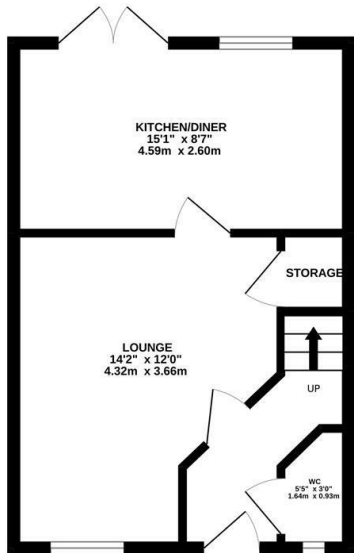 KITCHEN/DINER
15'1" x 8'7"
4.59m x 2.60m
STORAGE
LOUNGE
14'2" x 12'0"
4.32m x 3.66m
UP
WC
5'5" x 3'0"
1.64m x 0.93m